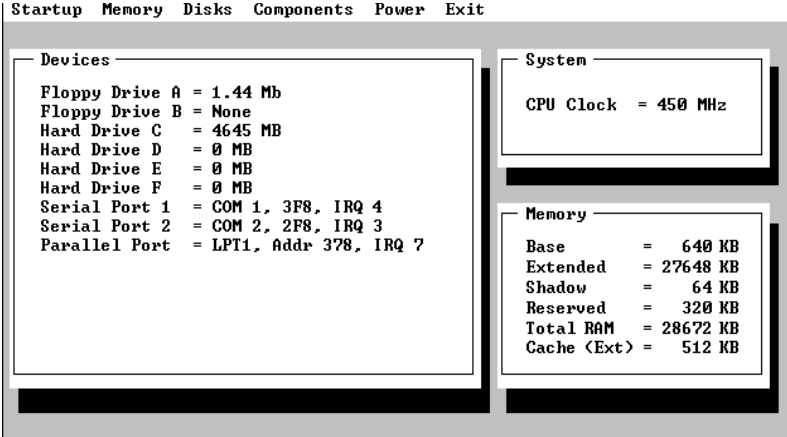 Startup Memory Disks Components Power Exit
Devices
Floppy Drive A = 1.44 Mb
Floppy Drive B = None
Hard Drive C = 4645 MB
Hard Drive D = 0 MB
Hard Drive E = 0 MB
Hard Drive F = 0 MB
Serial Port 1 = COM 1, 3F8, IRQ 4
Serial Port 2 = COM 2, 2F8, IRQ 3
Parallel Port = LPT1, Addr 378, IRQ 7
System
CPU Clock = 450 MHz
Memory
Base = 640 KB
Extended = 27648 KB
Shadow = 64 KB
Reserved = 320 KB
Total RAM = 28672 KB
Cache (Ext) = 512 KB